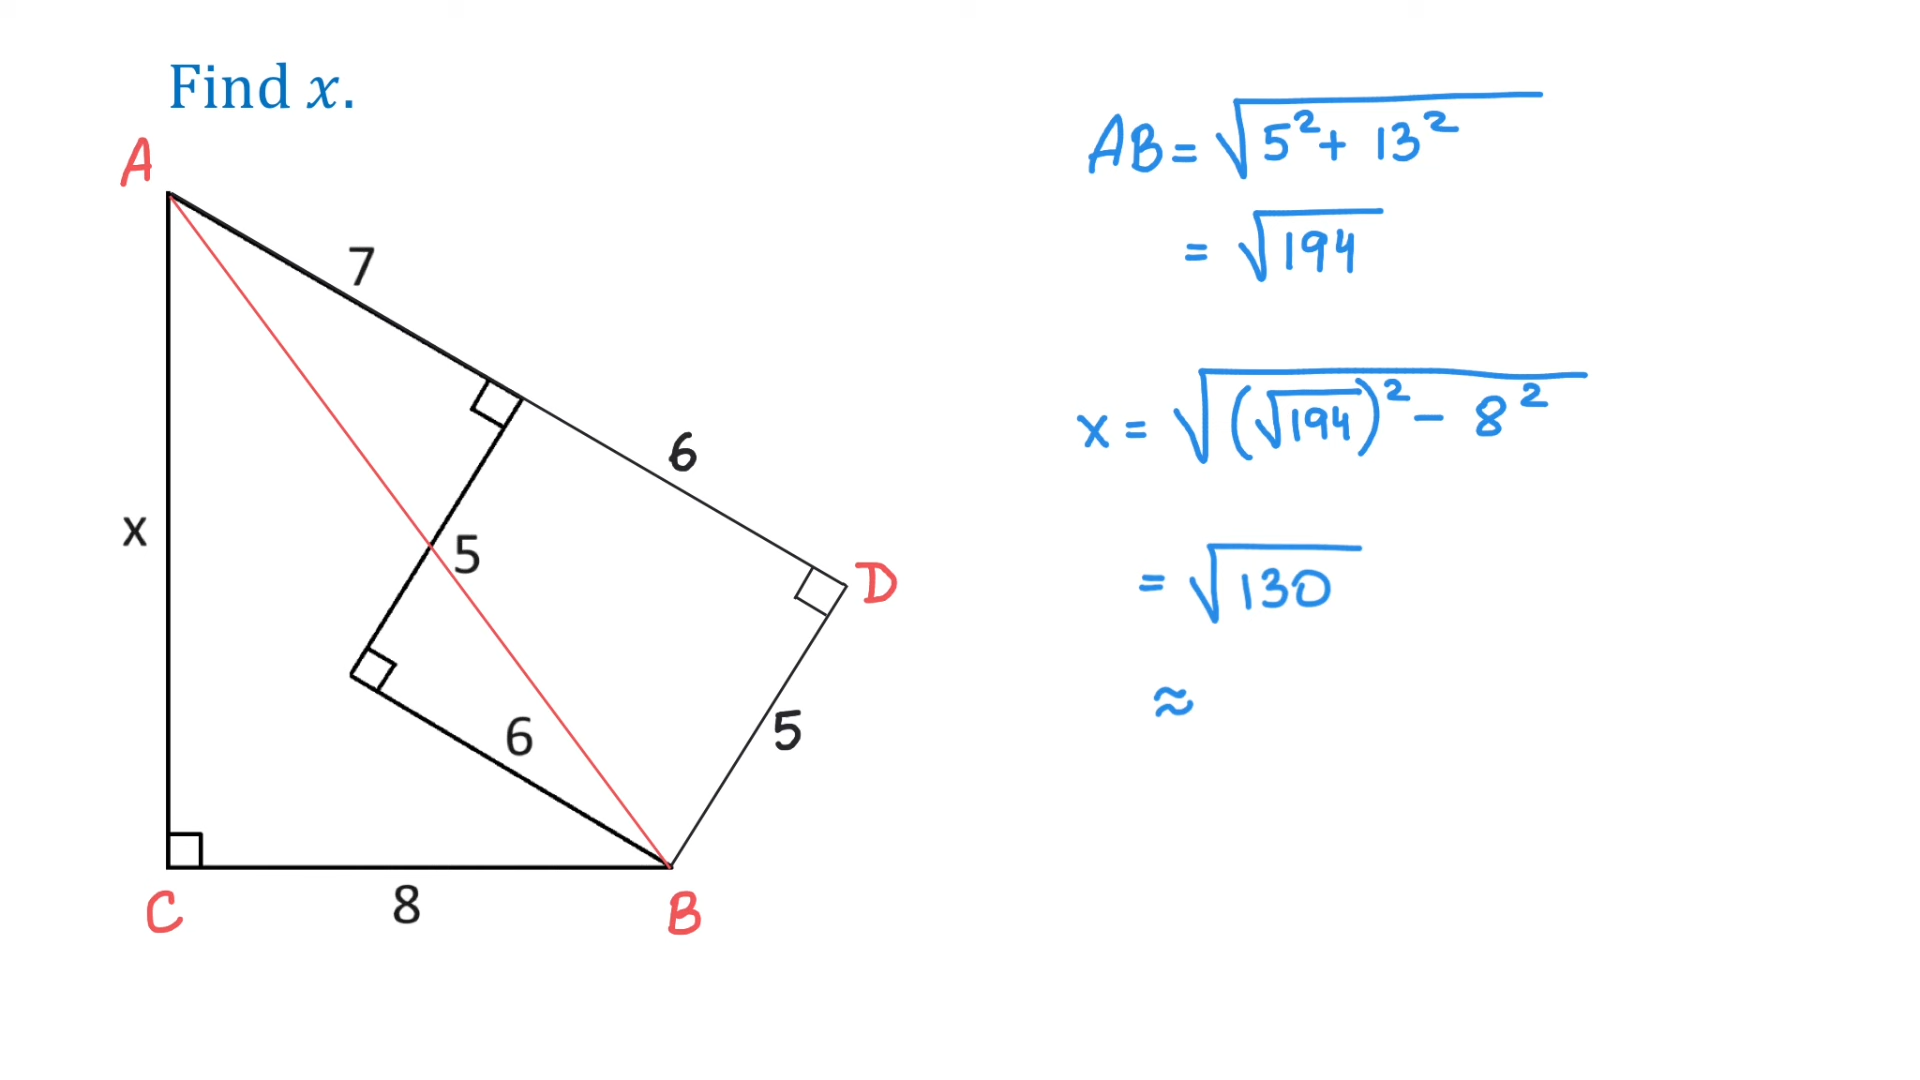 Find x.
A
7
6
x
5
D
6
5
C
8
B
AB = √(5² + 13²)
= √194
x = √((√194)² - 8²)
= √130
≈